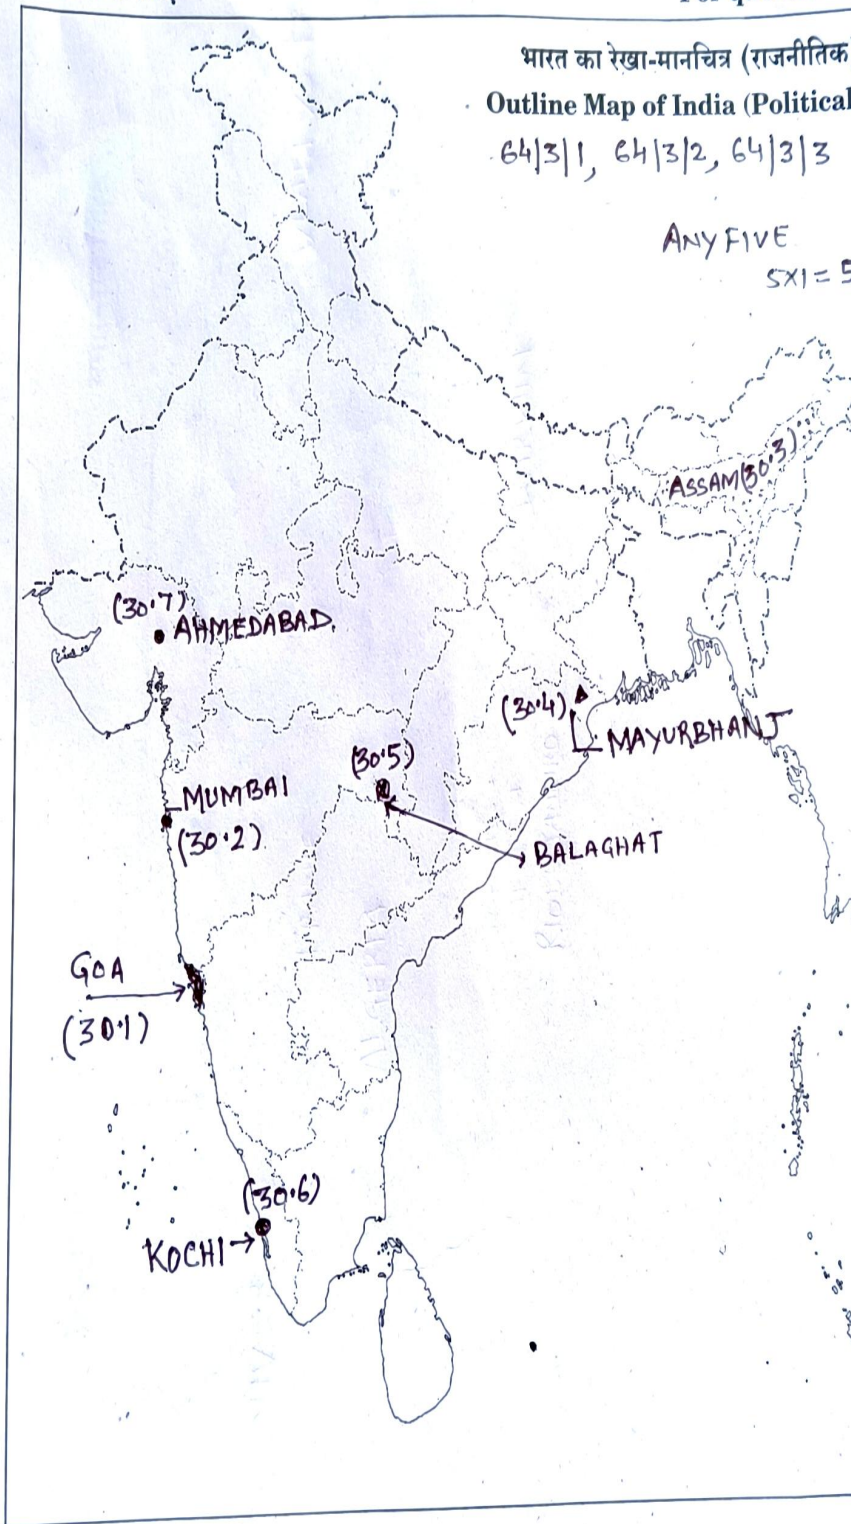 भारत का रेखा-मानचित्र (राजनीतिक
Outline Map of India (Political
64/3/1, 64/3/2, 64/3/3
ANY FIVE
5×1=5
ASSAM(30.3)
(30.7)
AHMEDABAD.
(30.4)
MAYURBHANJ
(30.5)
MUMBAI
(30.2)
BALAGHAT
GOA
(30.1)
(30.6)
KOCHI